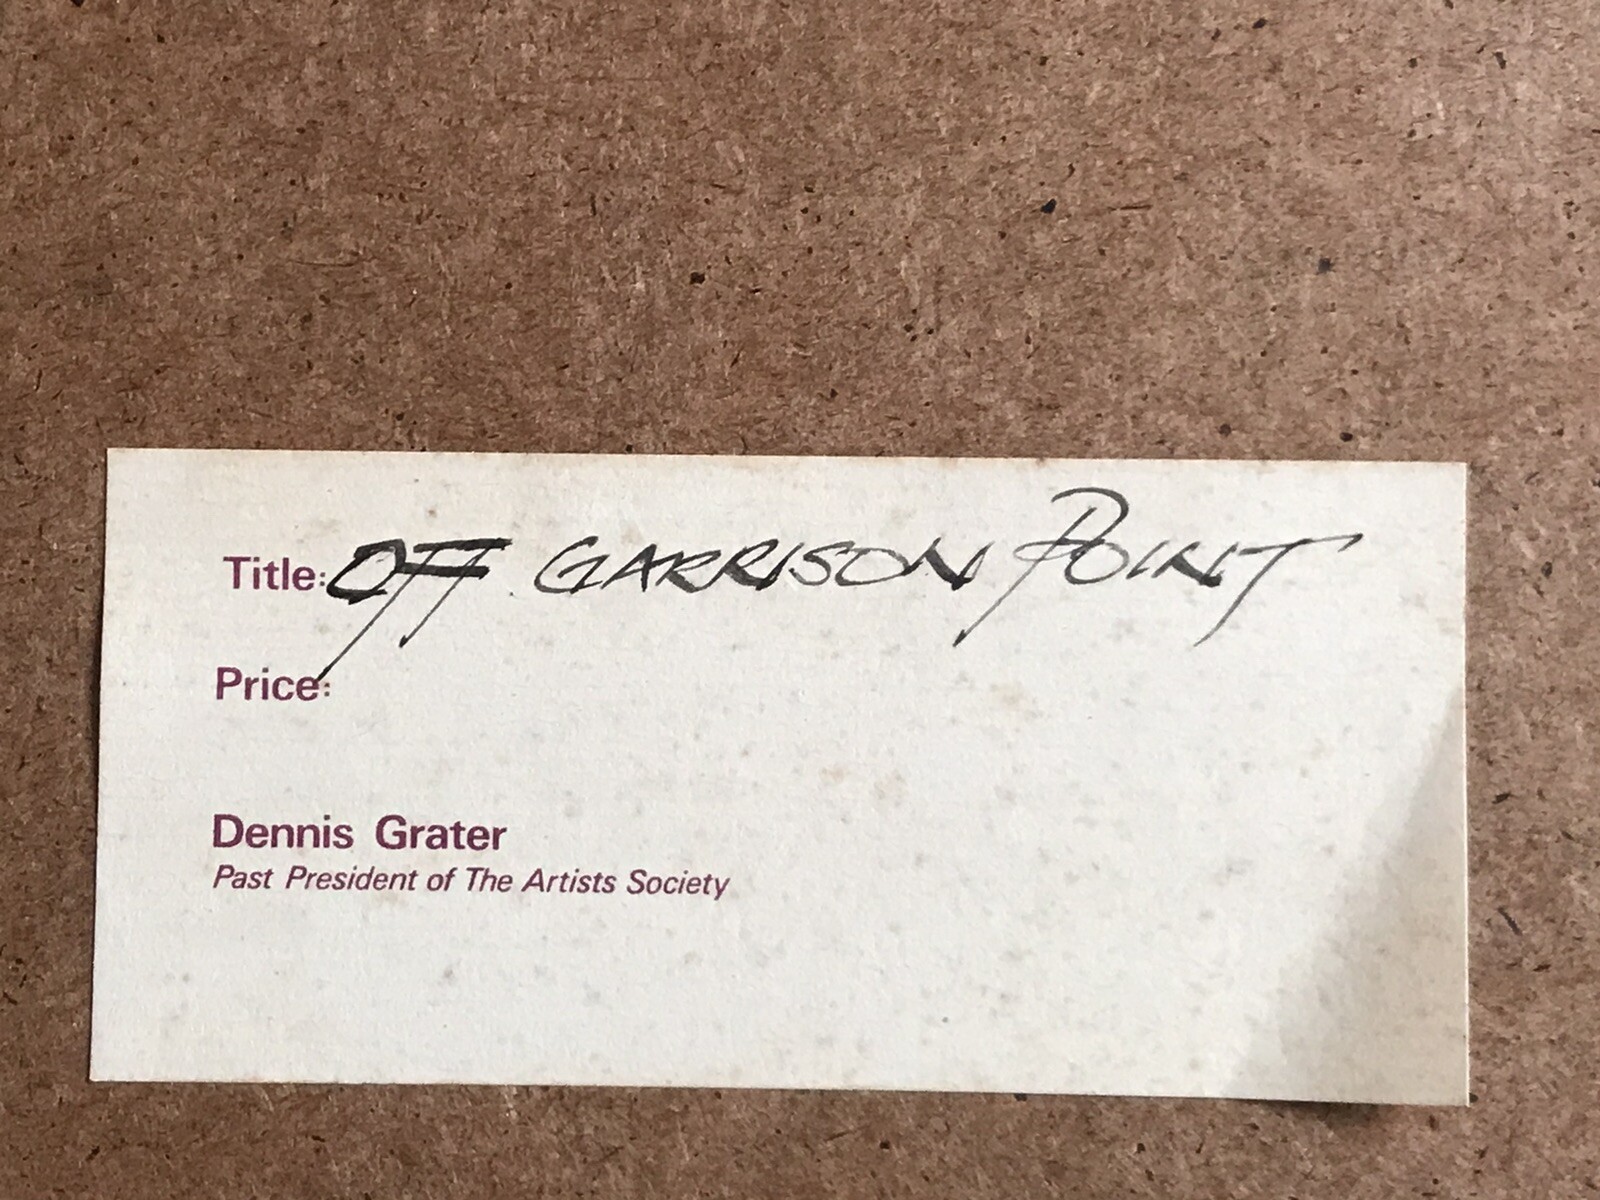 Title: OFF GARRISON POINT
Price:
Dennis Grater
Past President of The Artists Society